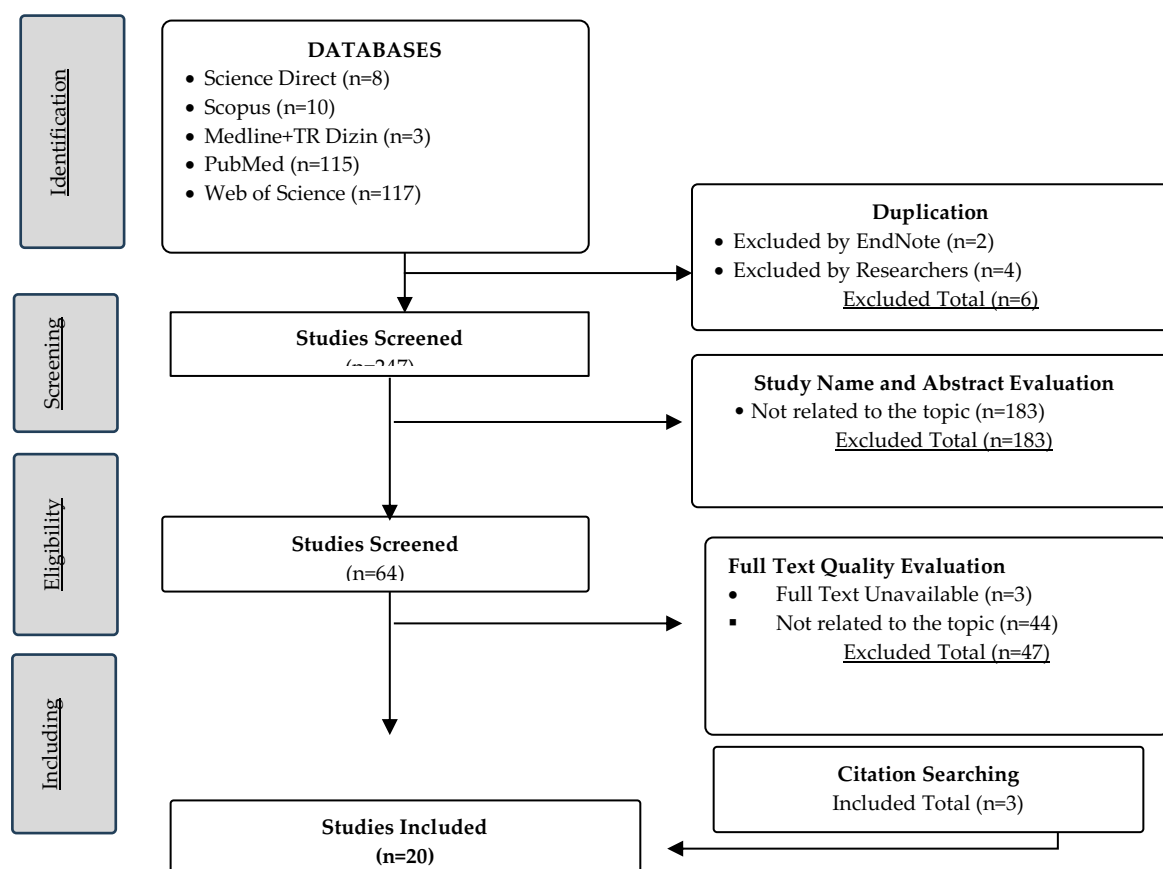 Identification
DATABASES
• Science Direct (n=8)
• Scopus (n=10)
• Medline+TR Dizin (n=3)
• PubMed (n=115)
• Web of Science (n=117)
Duplication
• Excluded by EndNote (n=2)
• Excluded by Researchers (n=4)
Excluded Total (n=6)
Screening
Studies Screened
(n=247)
Study Name and Abstract Evaluation
• Not related to the topic (n=183)
Excluded Total (n=183)
Eligibility
Studies Screened
(n=64)
Full Text Quality Evaluation
• Full Text Unavailable (n=3)
▪ Not related to the topic (n=44)
Excluded Total (n=47)
Including
Citation Searching
Included Total (n=3)
Studies Included
(n=20)